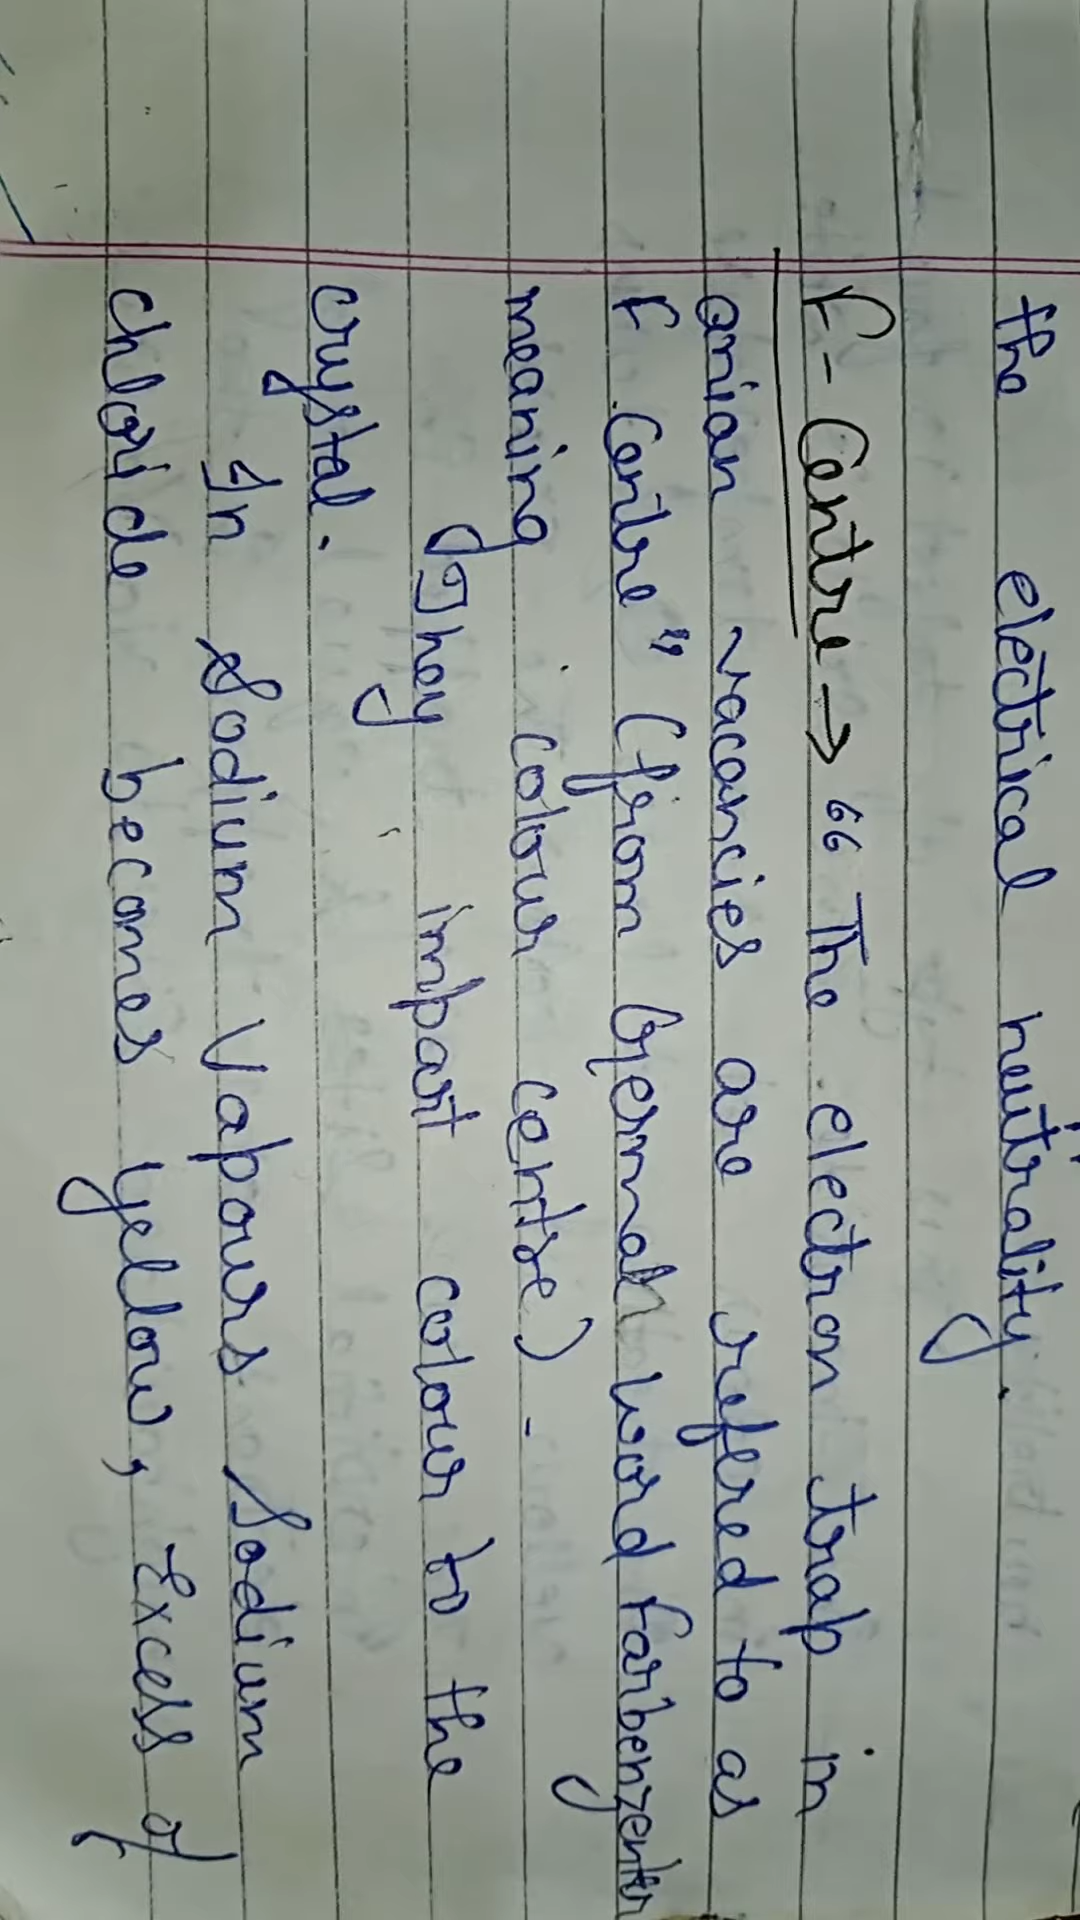 the electrical neutrality.
F-Centre → "The electron trap in
anion vacancies are refered to as
F centre" (from German word Farbenzenter
meaning colour centre).
They impart colour to the
crystal.
In Sodium Vapours Sodium
chloride becomes yellow, Excess of